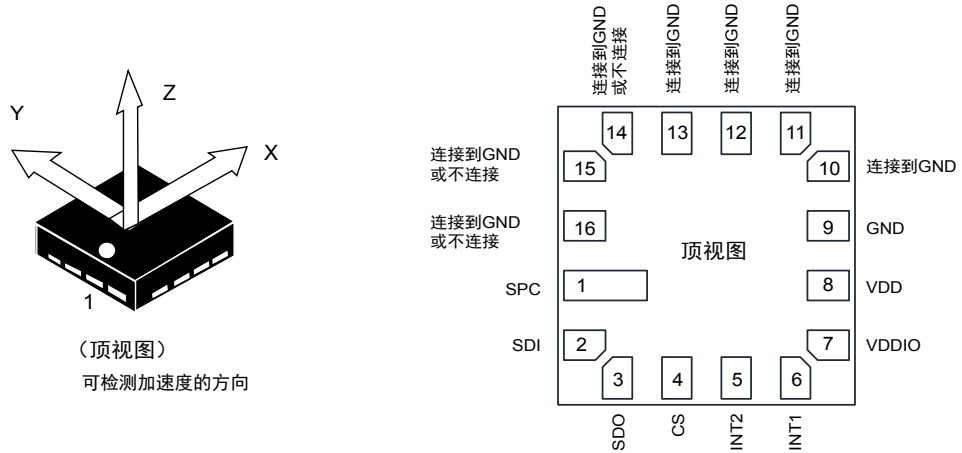 Z
Y
X
1
（顶视图）
可检测加速度的方向
连接到GND
或不连接
连接到GND
连接到GND
连接到GND
14
13
12
11
连接到GND
或不连接
15
10
连接到GND
连接到GND
或不连接
16
9
GND
顶视图
SPC
1
8
VDD
SDI
2
7
VDDIO
3
4
5
6
SDO
CS
INT2
INT1